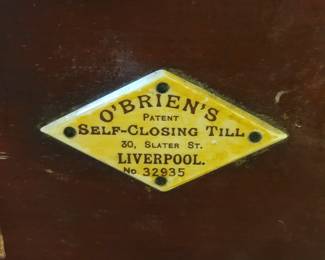 O'BRIEN'S
PATENT
SELF-CLOSING TILL
30, SLATER ST.
LIVERPOOL.
No 32935